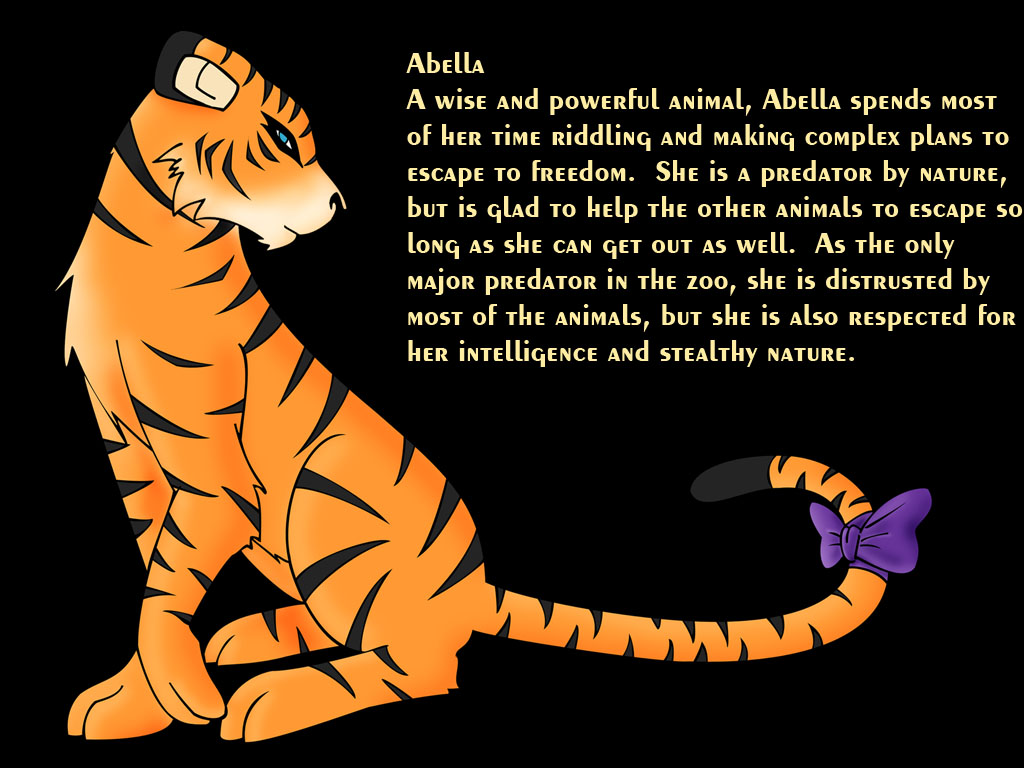 Abella
A wise and powerful animal, Abella spends most
of her time riddling and making complex plans to
escape to freedom.  She is a predator by nature,
but is glad to help the other animals to escape so
long as she can get out as well.  As the only
major predator in the zoo, she is distrusted by
most of the animals, but she is also respected for
her intelligence and stealthy nature.